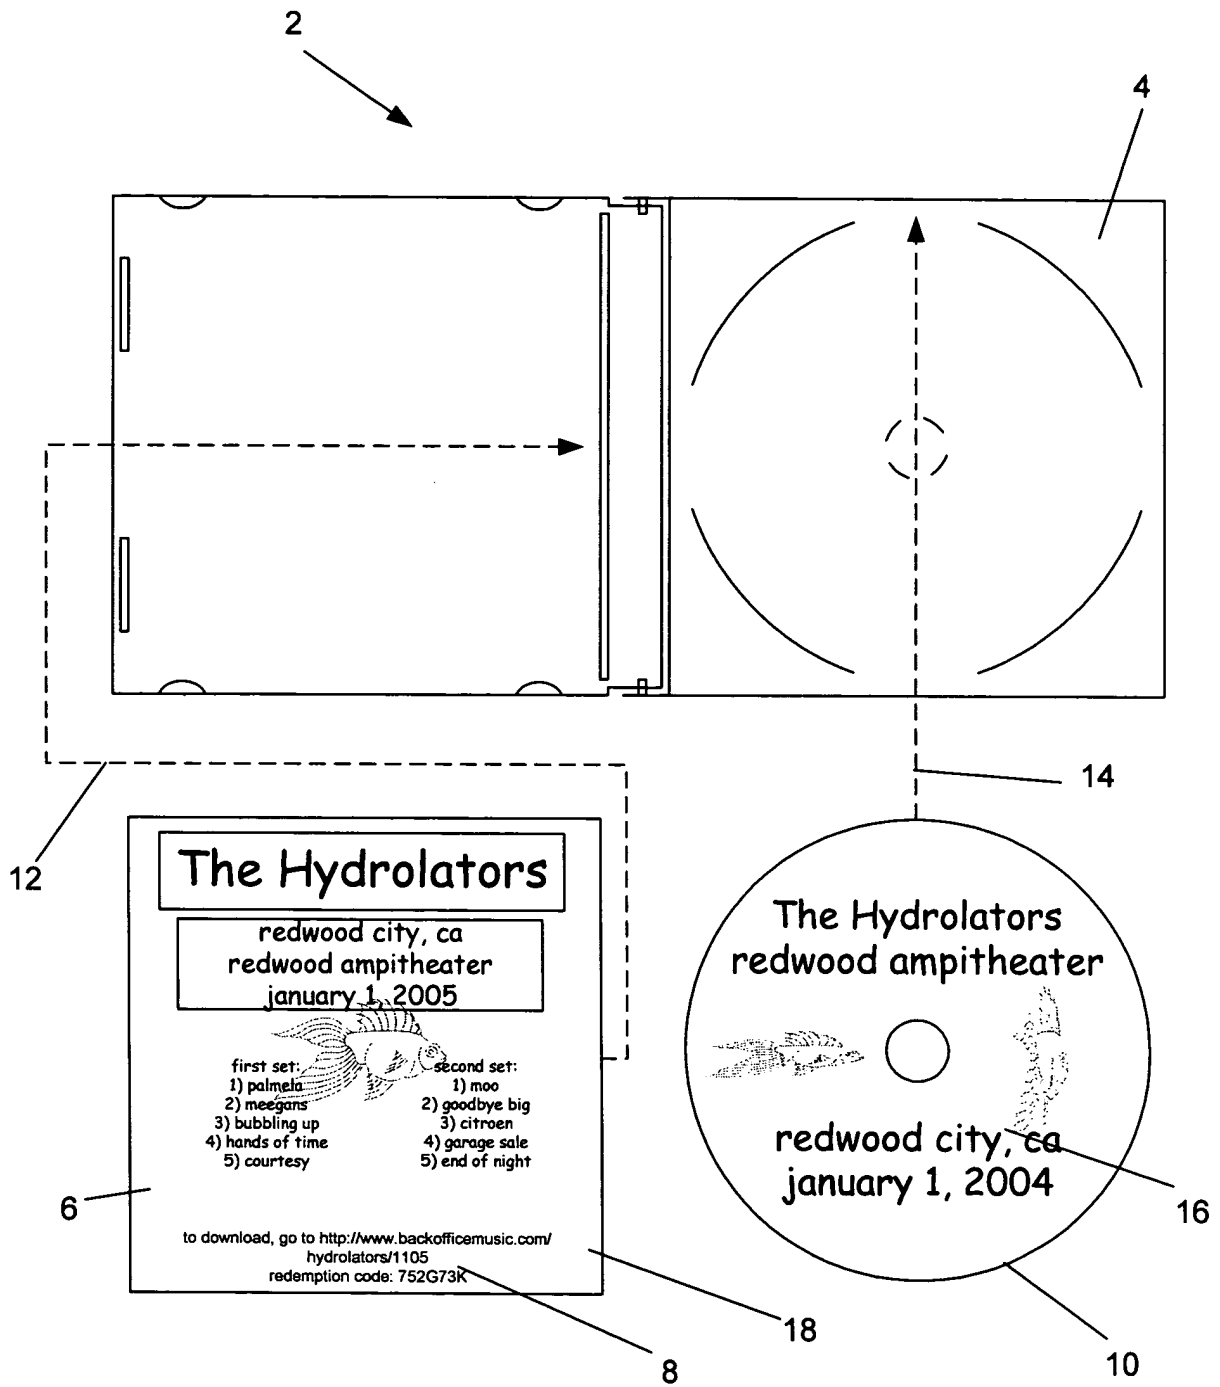 2
4
14
12
The Hydrolators
redwood city, ca
redwood ampitheater
january 1, 2005
first set:
1) palmela
2) meegans
3) bubbling up
4) hands of time
5) courtesy
second set:
1) moo
2) goodbye big
3) citroen
4) garage sale
5) end of night
to download, go to http://www.backofficemusic.com/
hydrolators/1105
redemption code: 752G73K
The Hydrolators
redwood ampitheater
redwood city, ca
january 1, 2004
6
16
18
8
10